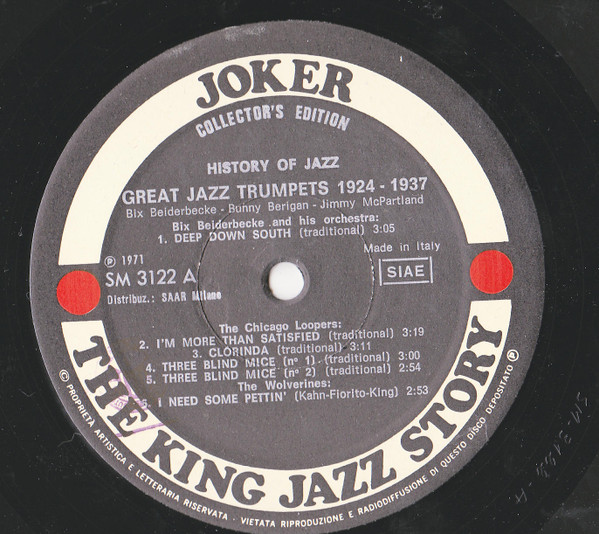 JOKER
COLLECTOR'S EDITION
HISTORY OF JAZZ
GREAT JAZZ TRUMPETS 1924 - 1937
Bix Beiderbecke - Bunny Berigan - Jimmy McPartland
Bix Beiderbecke and his orchestra:
1. DEEP DOWN SOUTH (traditional) 3:05
Made in Italy
℗ 1971
SM 3122 A
SIAE
Distribuz.: SAAR Milano
The Chicago Loopers:
2. I'M MORE THAN SATISFIED (traditional) 3:19
3. CLORINDA (traditional) 3:11
4. THREE BLIND MICE (nº 1) (traditional) 3:00
5. THREE BLIND MICE (nº 2) (traditional) 2:54
The Wolverines:
6. I NEED SOME PETTIN' (Kahn-Fiorito-King) 2:53
THE KING JAZZ STORY
© PROPRIETÀ ARTISTICA E LETTERARIA RISERVATA - VIETATA RIPRODUZIONE E RADIODIFFUSIONE DI QUESTO DISCO DEPOSITATO ℗